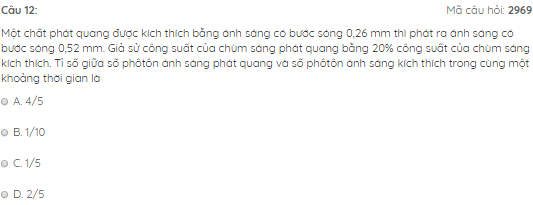 Câu 12: Mã câu hỏi: 2969
Một chất phát quang được kích thích bằng ánh sáng có bước sóng 0,26 mm thì phát ra ánh sáng có
bước sóng 0,52 mm. Giả sử công suất của chùm sáng phát quang bằng 20% công suất của chùm sáng
kích thích. Tỉ số giữa số phôtôn ánh sáng phát quang và số phôtôn ánh sáng kích thích trong cùng một
khoảng thời gian là
A. 4/5
B. 1/10
C. 1/5
D. 2/5